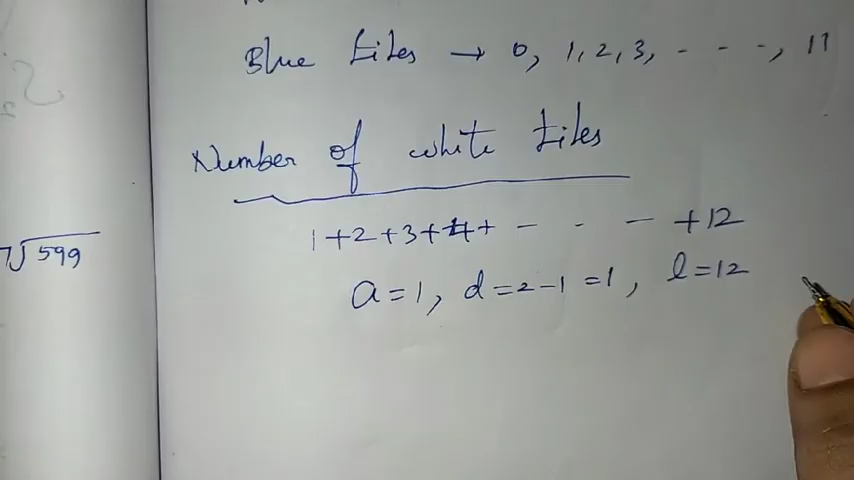 Blue tiles → 0, 1, 2, 3, - - -, 11
Number of white tiles
1+2+3+4+ - - - +12
a=1, d=2-1=1, l=12
7√599